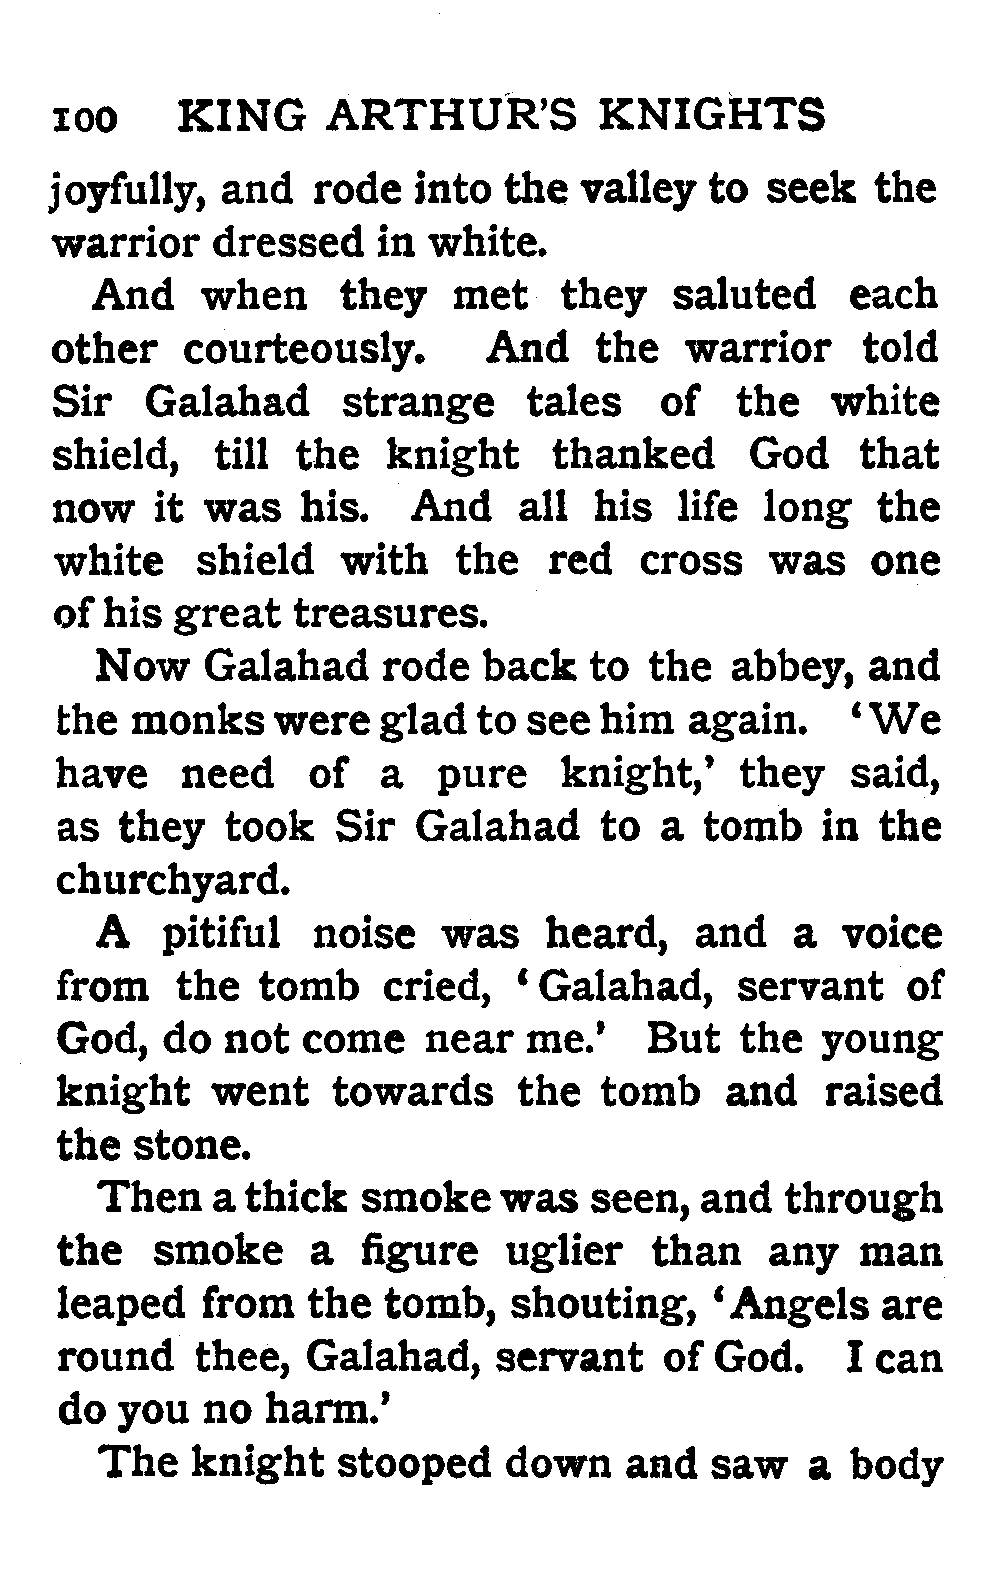 100 KING ARTHUR'S KNIGHTS
joyfully, and rode into the valley to seek the
warrior dressed in white.
And when they met they saluted each
other courteously. And the warrior told
Sir Galahad strange tales of the white
shield, till the knight thanked God that
now it was his. And all his life long the
white shield with the red cross was one
of his great treasures.
Now Galahad rode back to the abbey, and
the monks were glad to see him again. ‘We
have need of a pure knight,’ they said,
as they took Sir Galahad to a tomb in the
churchyard.
A pitiful noise was heard, and a voice
from the tomb cried, ‘Galahad, servant of
God, do not come near me.’ But the young
knight went towards the tomb and raised
the stone.
Then a thick smoke was seen, and through
the smoke a figure uglier than any man
leaped from the tomb, shouting, ‘Angels are
round thee, Galahad, servant of God. I can
do you no harm.’
The knight stooped down and saw a body